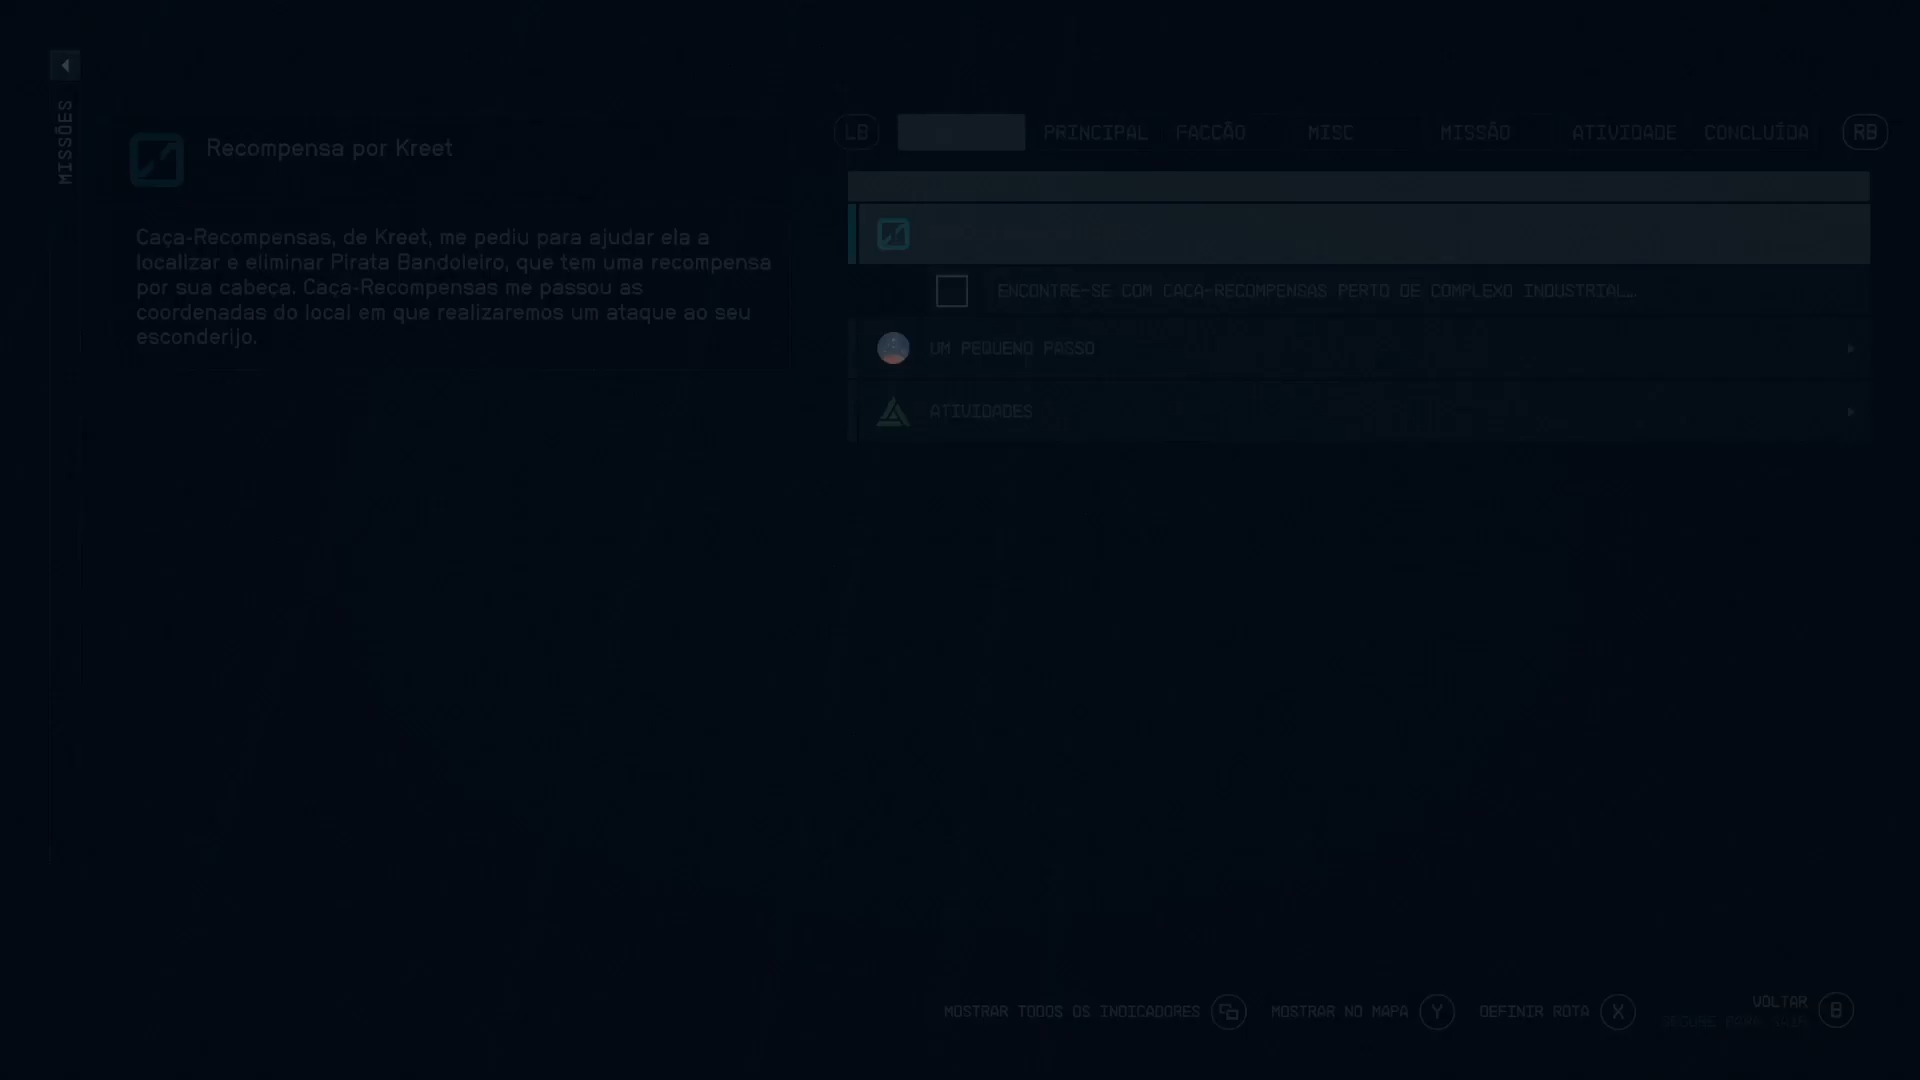 MISSÕES
Recompensa por Kreet
Caça-Recompensas, de Kreet, me pediu para ajudar ela a
localizar e eliminar Pirata Bandoleiro, que tem uma recompensa
por sua cabeça. Caça-Recompensas me passou as
coordenadas do local em que realizaremos um ataque ao seu
esconderijo.
LB
PRINCIPAL
FACÇÃO
MISC
MISSÃO
ATIVIDADE
CONCLUÍDA
RB
ENCONTRE-SE COM CAÇA-RECOMPENSAS PERTO DE COMPLEXO INDUSTRIAL...
UM PEQUENO PASSO
ATIVIDADES
MOSTRAR TODOS OS INDICADORES
MOSTRAR NO MAPA Y
DEFINIR ROTA X
VOLTAR B
SEGURE PARA SAIR